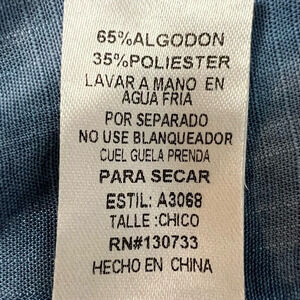 65%ALGODON
35%POLIESTER
LAVAR A MANO EN
AGUA FRIA
POR SEPARADO
NO USE BLANQUEADOR
CUEL GUELA PRENDA
PARA SECAR
ESTIL: A3068
TALLE :CHICO
RN#130733
HECHO EN CHINA